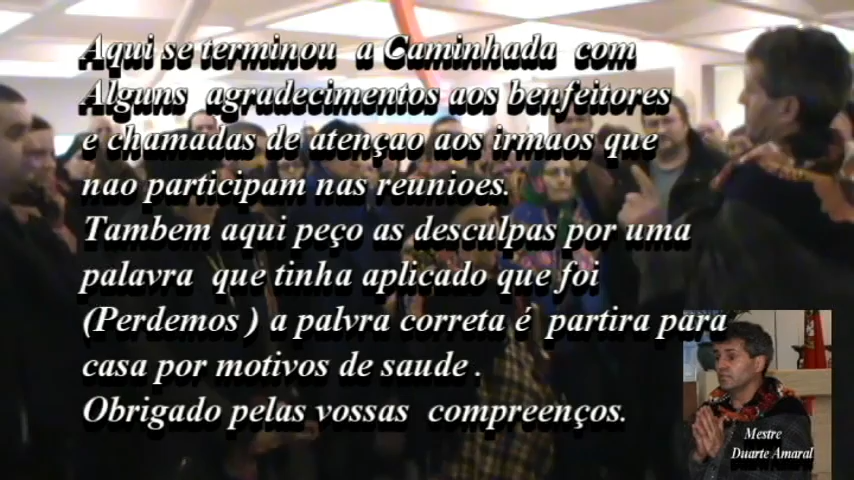 Aqui se terminou a Caminhada com
Alguns agradecimentos aos benfeitores
e chamadas de atençao aos irmaos que
nao participam nas reunioes.
Tambem aqui peço as desculpas por uma
palavra que tinha aplicado que foi
(Perdemos ) a palvra correta é partira para
casa por motivos de saude .
Obrigado pelas vossas compreenços.
Mestre
Duarte Amaral